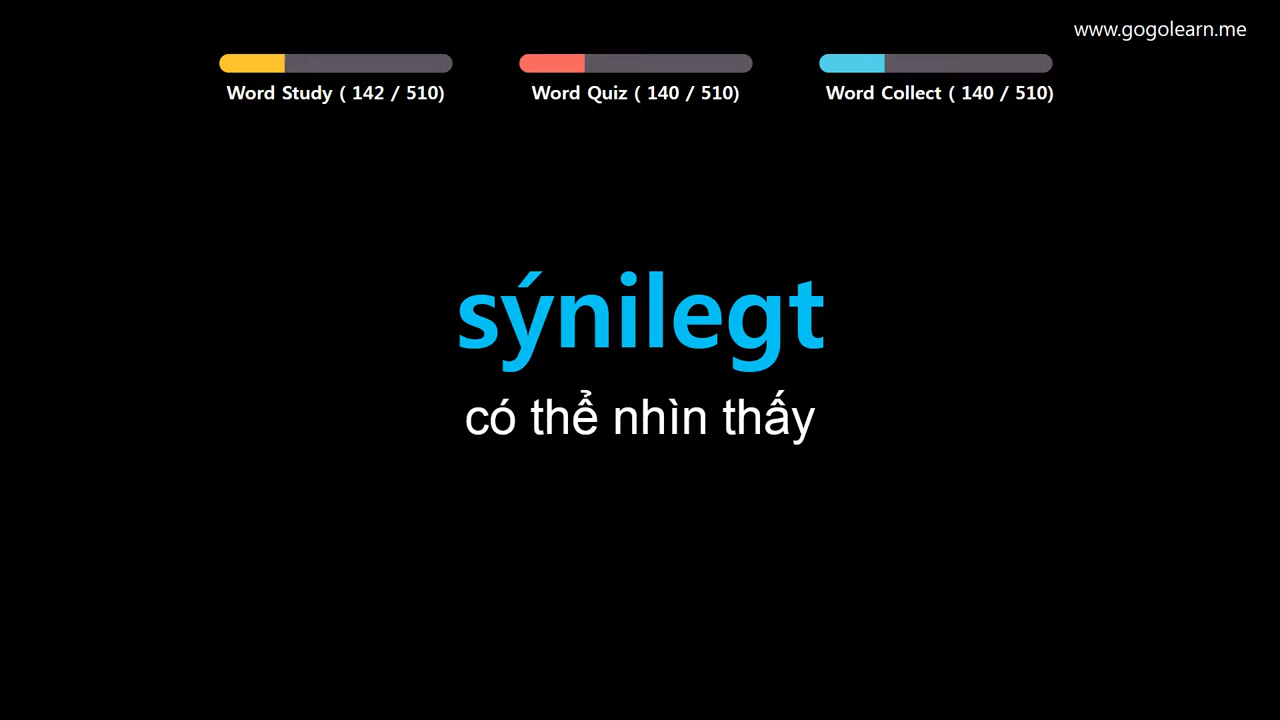 www.gogolearn.me
Word Study ( 142 / 510)
Word Quiz ( 140 / 510)
Word Collect ( 140 / 510)
sýnilegt
có thể nhìn thấy